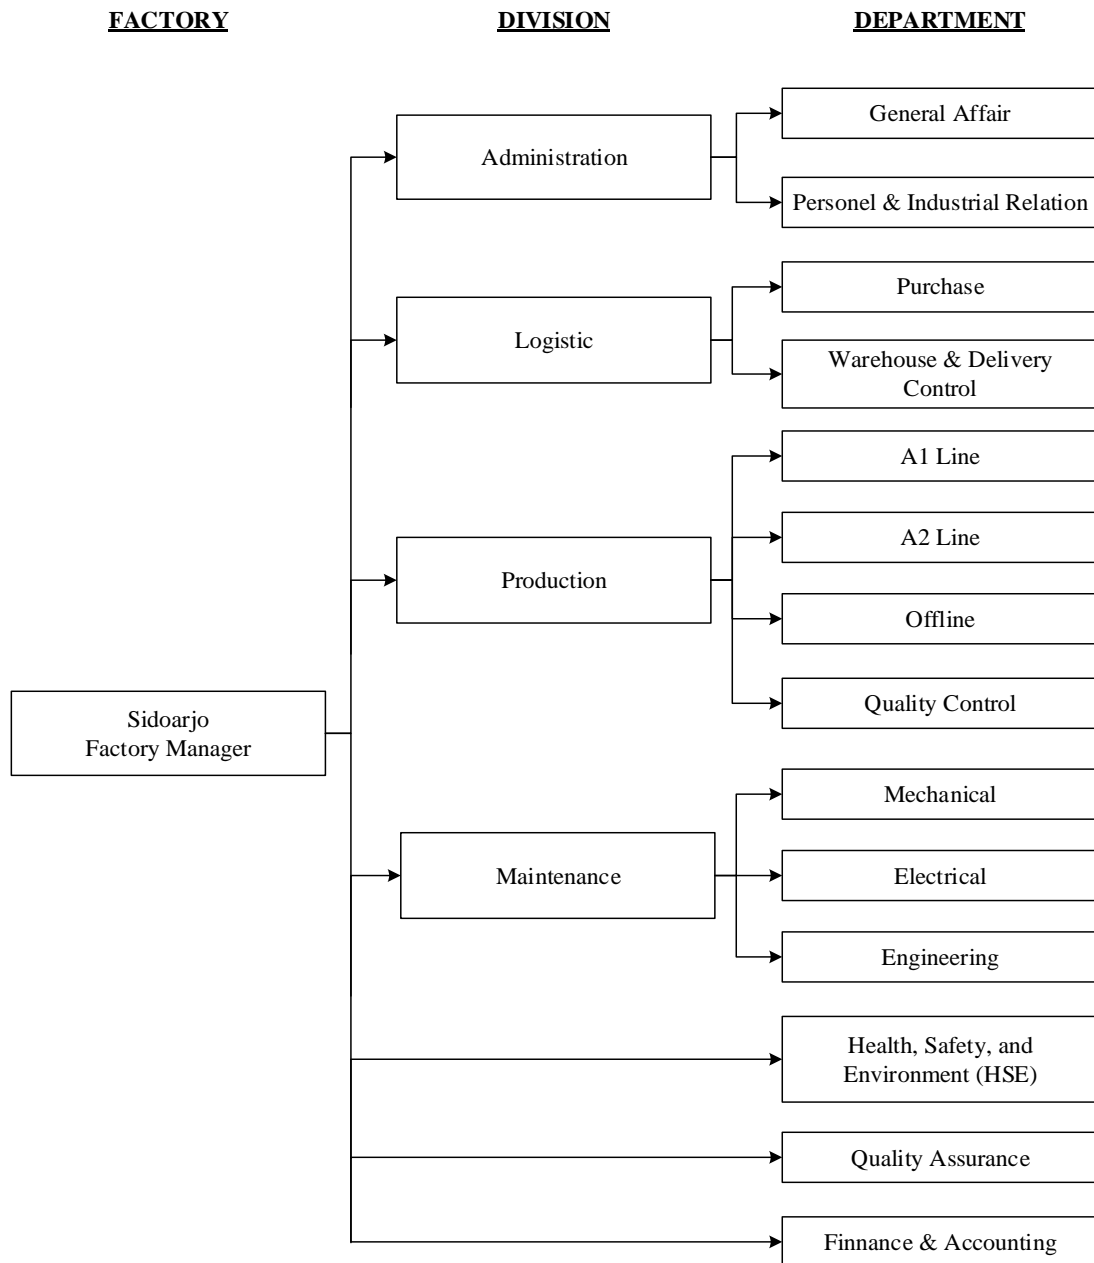 FACTORY
DIVISION
DEPARTMENT
General Affair
Administration
Personel & Industrial Relation
Purchase
Logistic
Warehouse & Delivery
Control
A1 Line
A2 Line
Production
Offline
Quality Control
Sidoarjo
Factory Manager
Mechanical
Maintenance
Electrical
Engineering
Health, Safety, and
Environment (HSE)
Quality Assurance
Finnance & Accounting